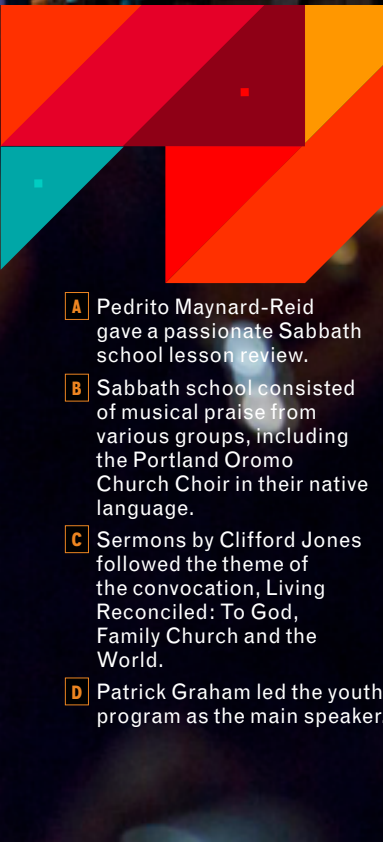 A Pedrito Maynard-Reid
gave a passionate Sabbath
school lesson review.
B Sabbath school consisted
of musical praise from
various groups, including
the Portland Oromo
Church Choir in their native
language.
C Sermons by Clifford Jones
followed the theme of
the convocation, Living
Reconciled: To God,
Family Church and the
World.
D Patrick Graham led the youth
program as the main speaker.